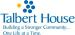 Talbert House
Building a Stronger Community...
One Life at a Time.